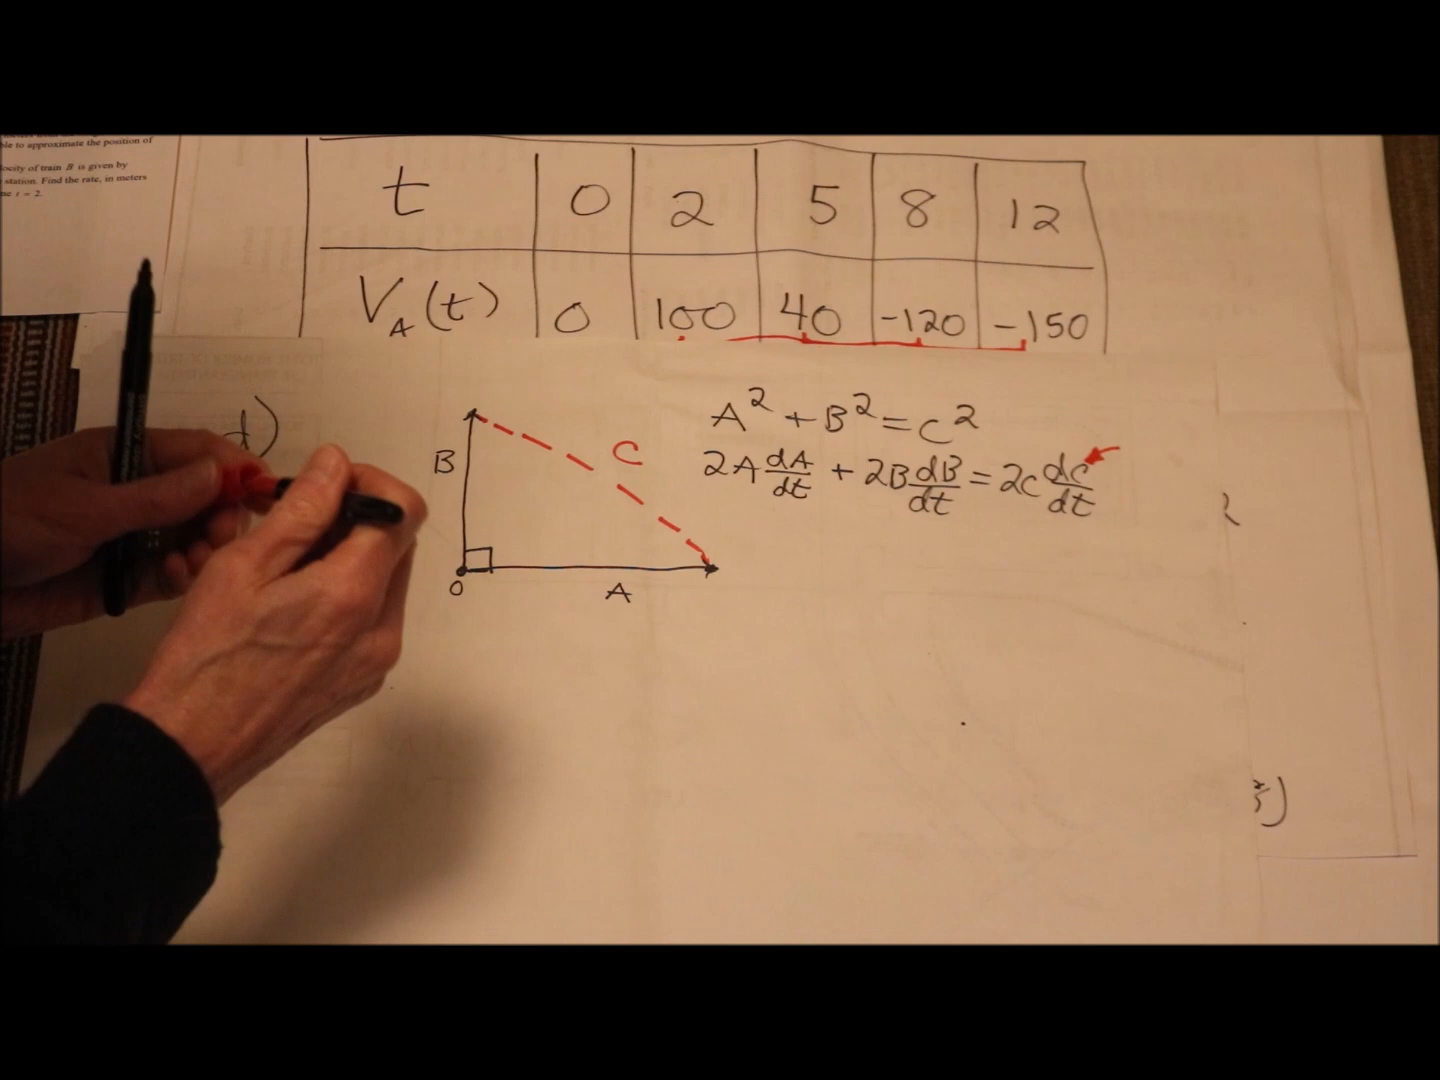 ble to approximate the position of
locity of train B is given by
station. Find the rate, in meters
t = 2.
t 0 2 5 8 12
V_A(t) 0 100 40 -120 -150
d)
A² + B² = C²
2A dA/dt + 2B dB/dt = 2C dC/dt
B
C
O
A